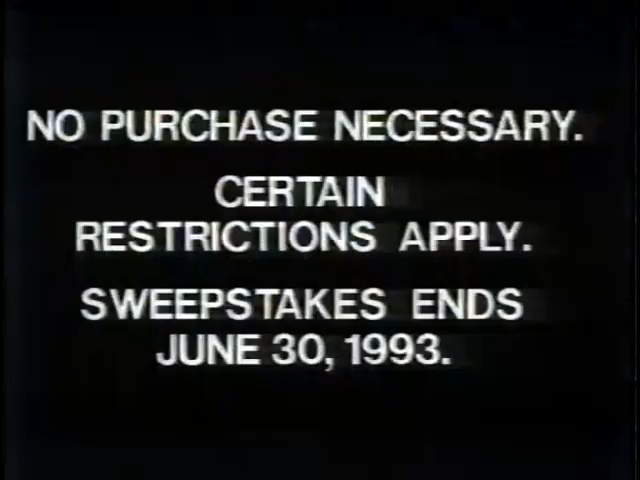 NO PURCHASE NECESSARY.
CERTAIN
RESTRICTIONS APPLY.
SWEEPSTAKES ENDS
JUNE 30, 1993.